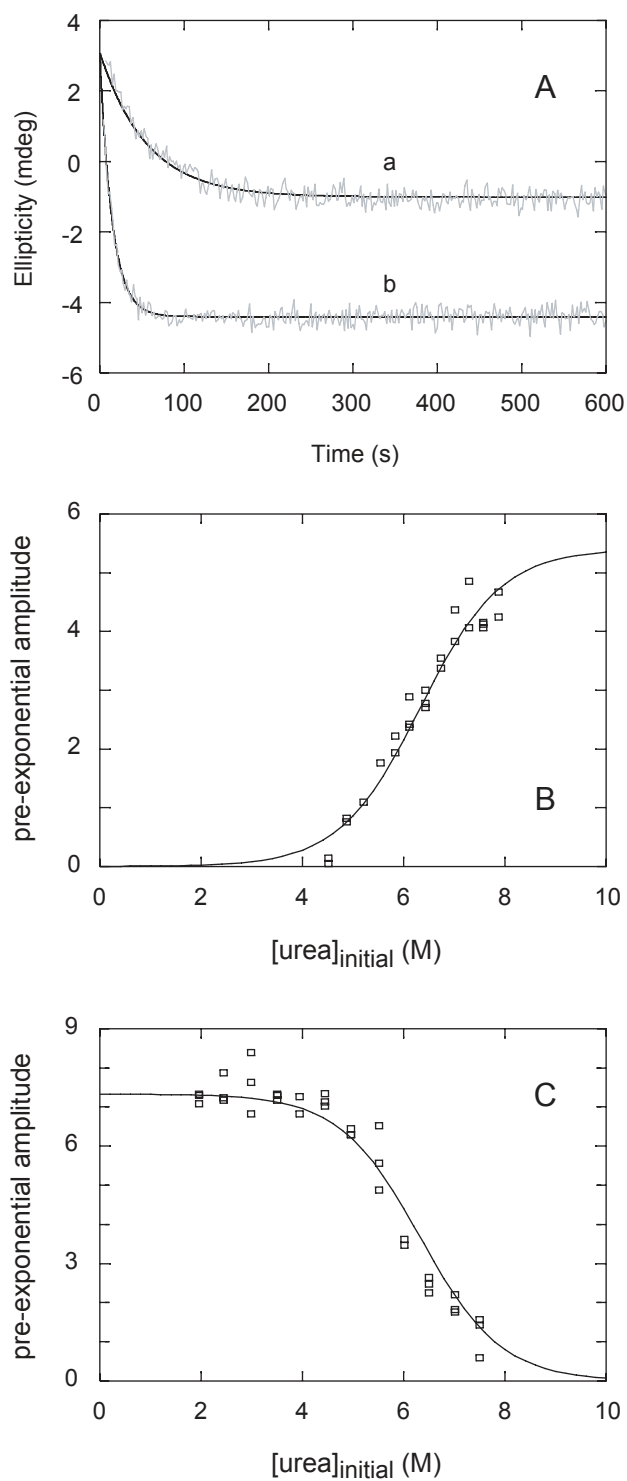 4
2
0
-2
-4
-6
Ellipticity (mdeg)
A
a
b
0 100 200 300 400 500 600
Time (s)
6
4
2
0
pre-exponential amplitude
B
0 2 4 6 8 10
[urea]initial (M)
9
6
3
0
pre-exponential amplitude
C
0 2 4 6 8 10
[urea]initial (M)